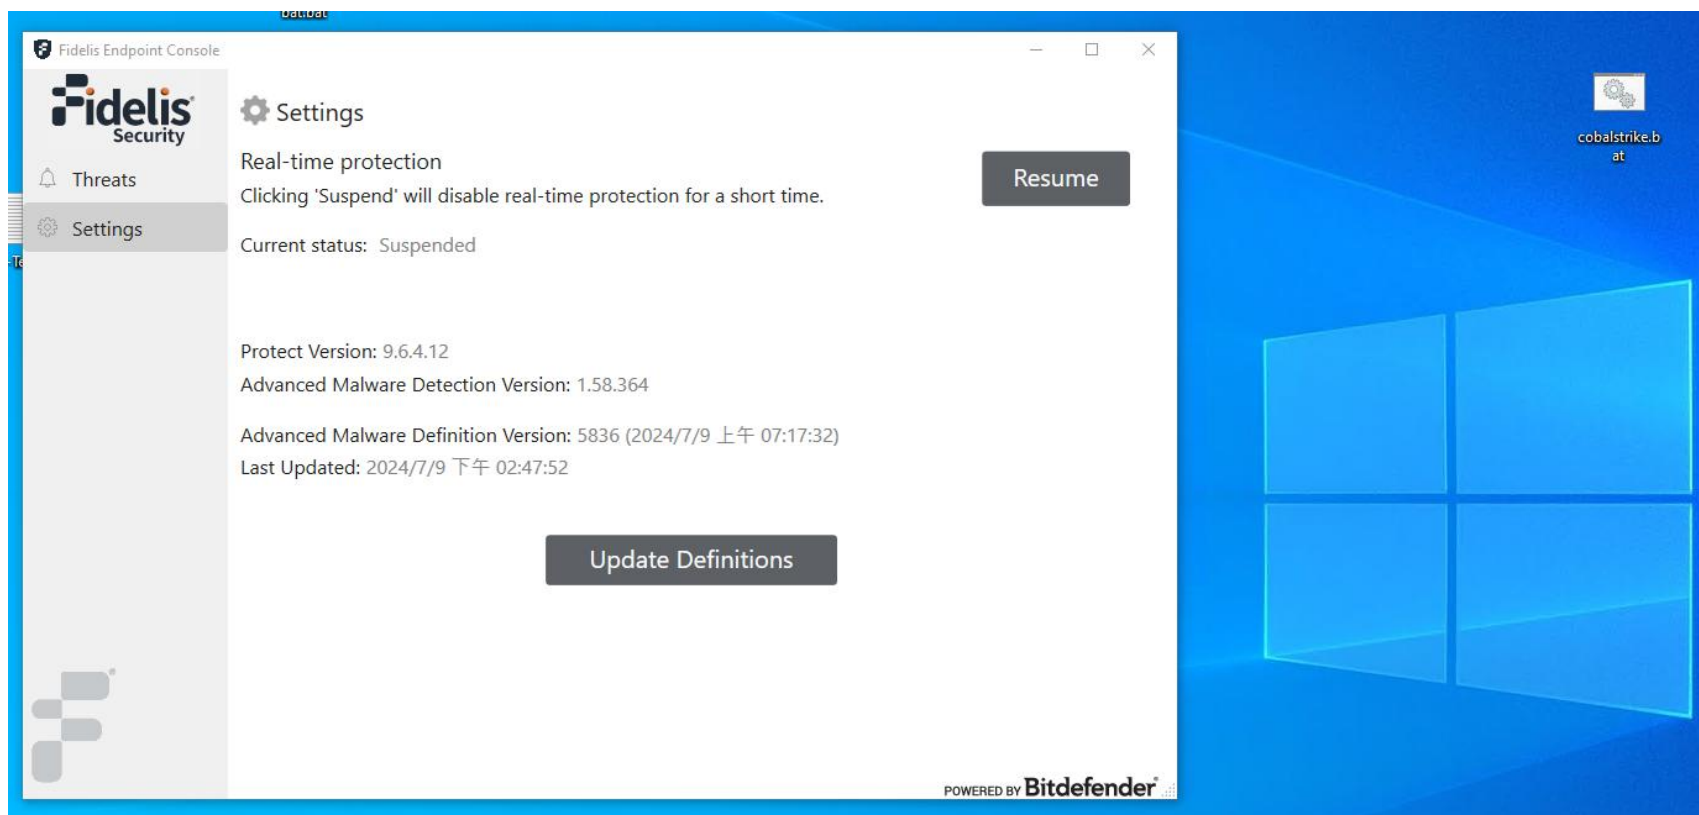 bat.bat
Fidelis Endpoint Console
Fidelis
Security
Threats
Settings
Settings
Real-time protection
Clicking 'Suspend' will disable real-time protection for a short time.
Resume
Current status: Suspended
Protect Version: 9.6.4.12
Advanced Malware Detection Version: 1.58.364
Advanced Malware Definition Version: 5836 (2024/7/9 上午 07:17:32)
Last Updated: 2024/7/9 下午 02:47:52
Update Definitions
POWERED BY Bitdefender®
cobalstrike.b
at